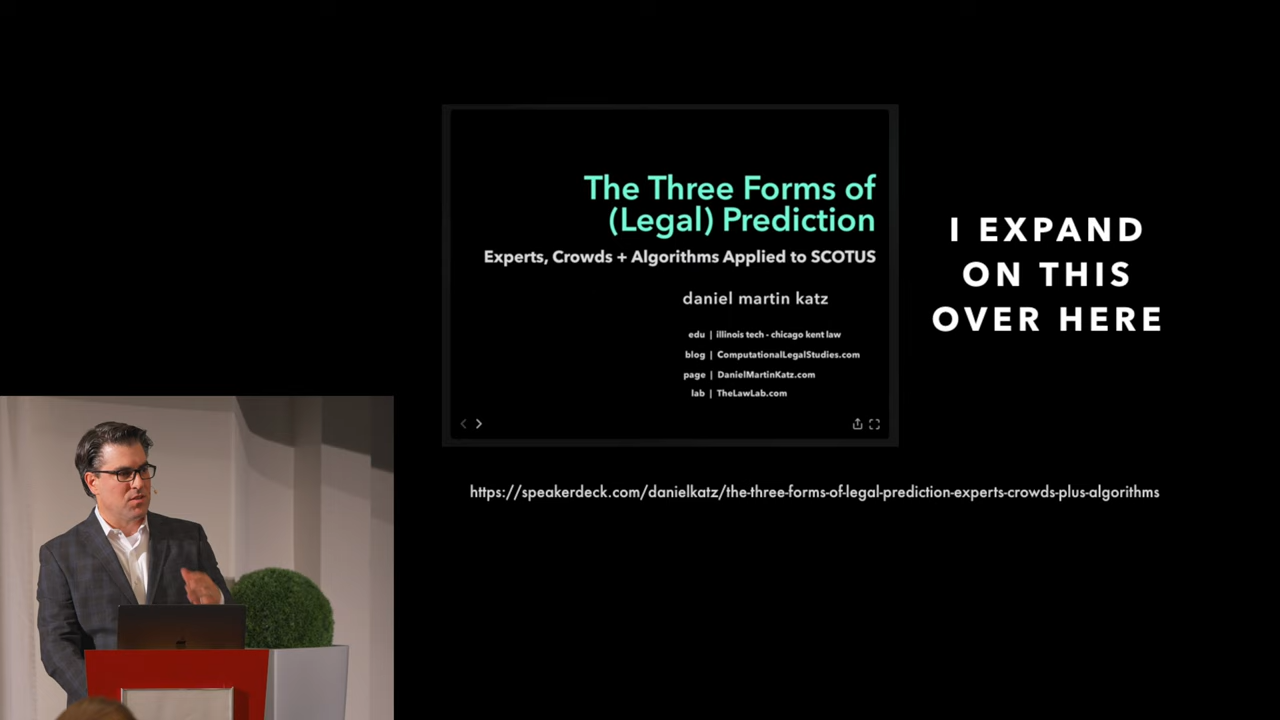 The Three Forms of
(Legal) Prediction
Experts, Crowds + Algorithms Applied to SCOTUS
daniel martin katz
edu | illinois tech - chicago kent law
blog | ComputationalLegalStudies.com
page | DanielMartinKatz.com
lab | TheLawLab.com
I EXPAND
ON THIS
OVER HERE
https://speakerdeck.com/danielkatz/the-three-forms-of-legal-prediction-experts-crowds-plus-algorithms